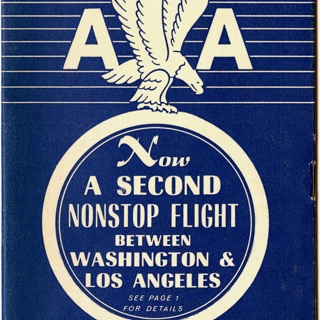 A A
Now
A SECOND
NONSTOP FLIGHT
BETWEEN
WASHINGTON &
LOS ANGELES
SEE PAGE 1
FOR DETAILS